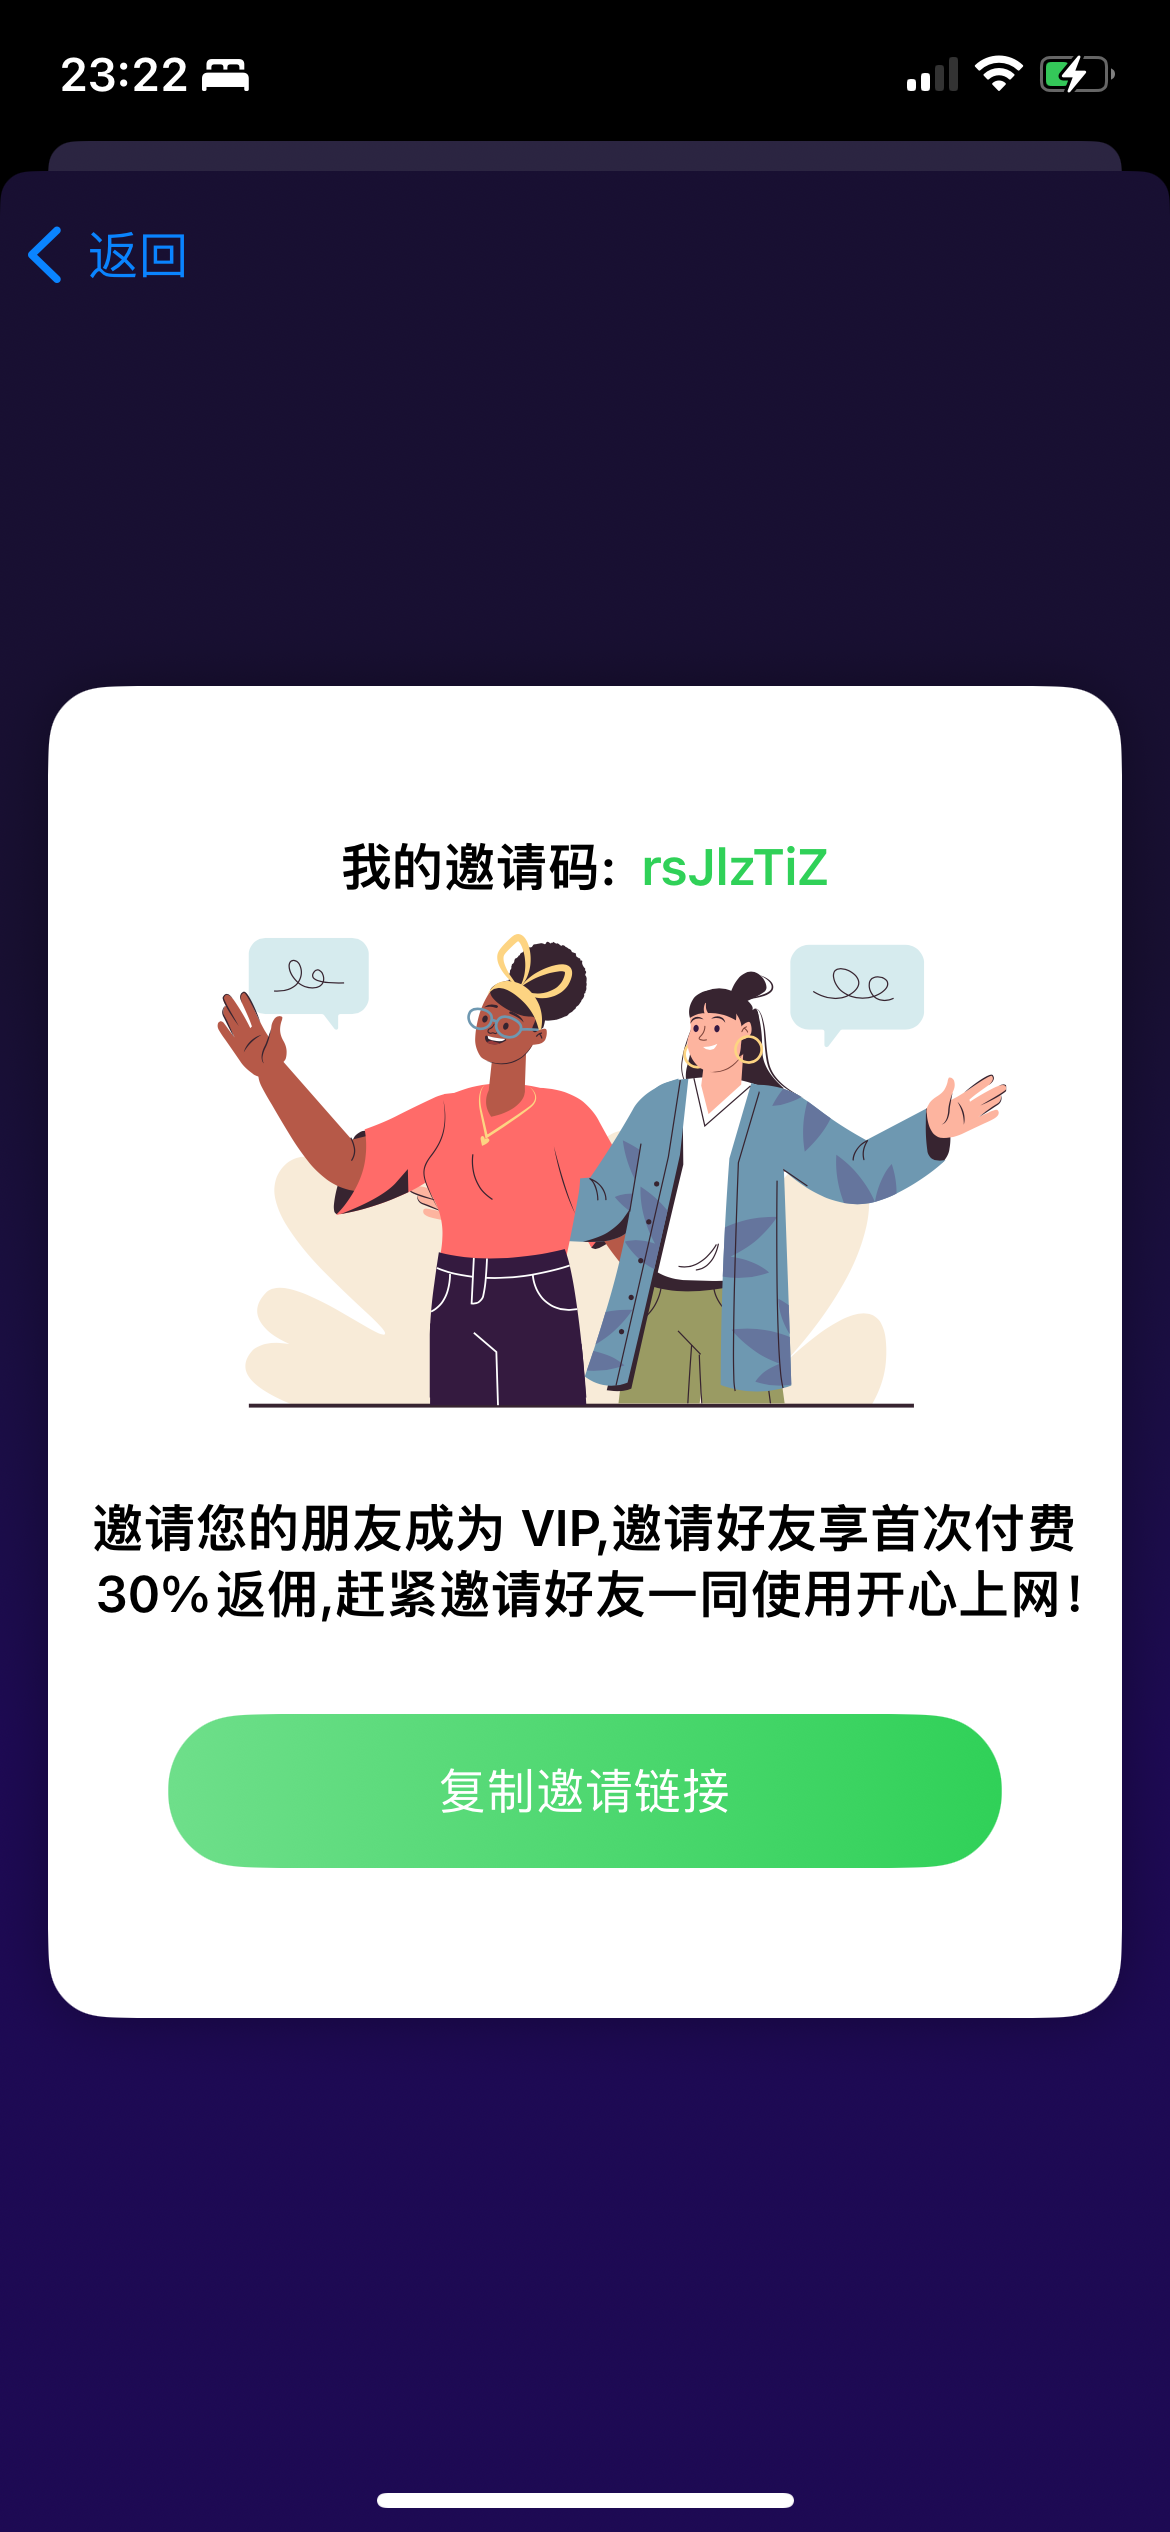 23:22
返回
我的邀请码: rsJlzTiZ
邀请您的朋友成为 VIP,邀请好友享首次付费
30%返佣,赶紧邀请好友一同使用开心上网!
复制邀请链接